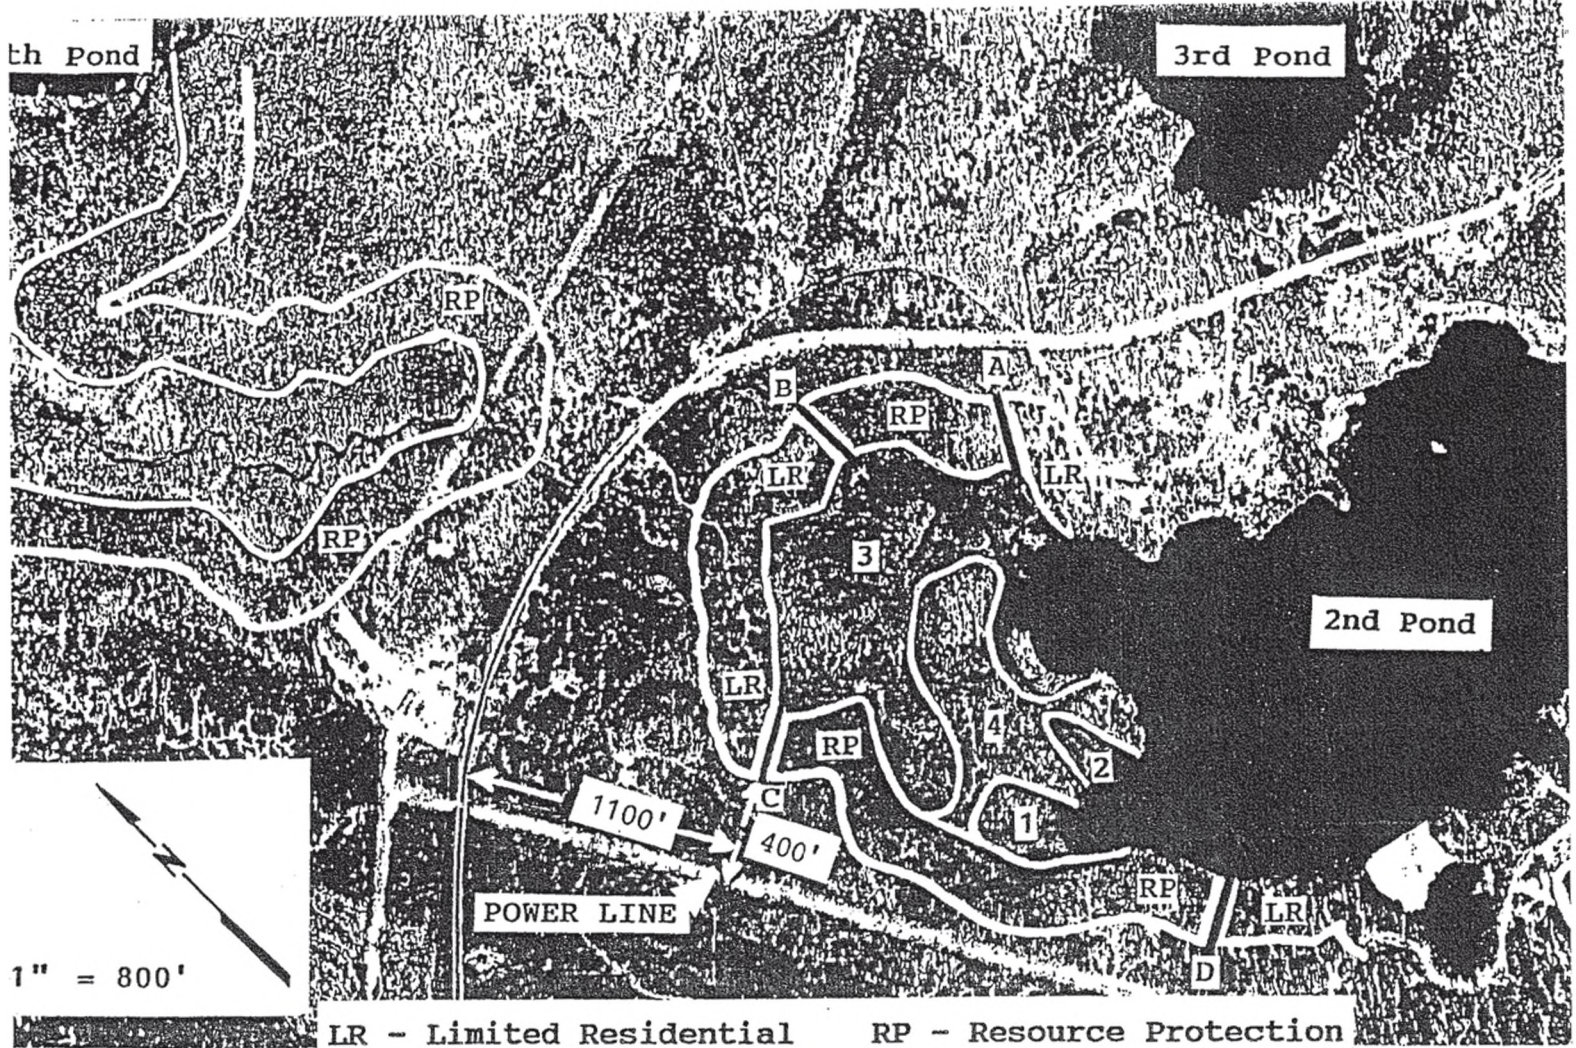 th Pond
3rd Pond
RP
A
B
RP
LR
LR
RP
3
2nd Pond
LR
4
RP
2
C
1100'
1
400'
RP
POWER LINE
LR
N
D
1" = 800'
LR - Limited Residential
RP - Resource Protection